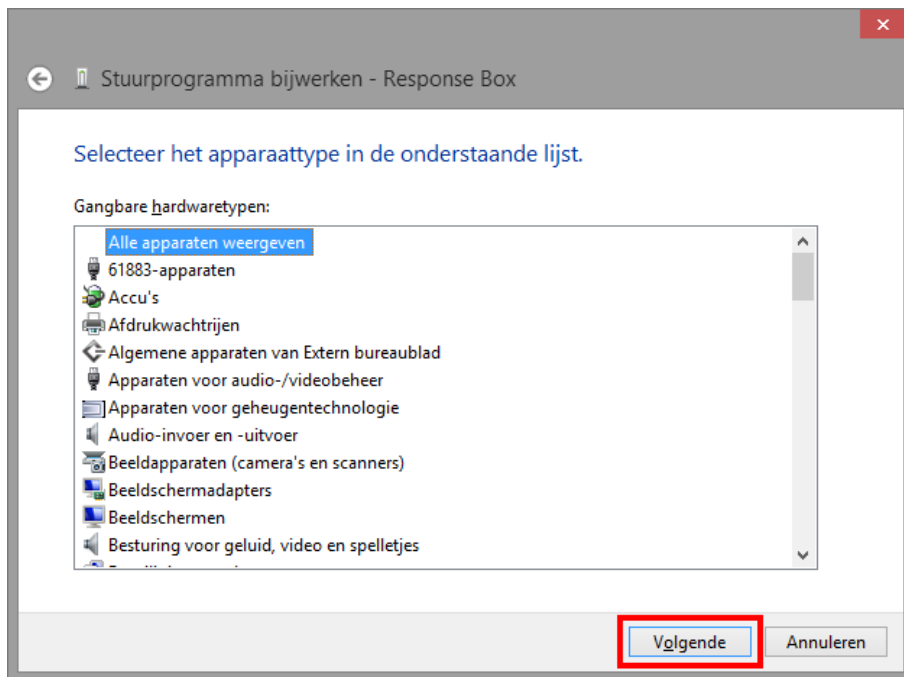 Stuurprogramma bijwerken - Response Box
Selecteer het apparaattype in de onderstaande lijst.
Gangbare hardwaretypen:
Alle apparaten weergeven
61883-apparaten
Accu's
Afdrukwachtrijen
Algemene apparaten van Extern bureaublad
Apparaten voor audio-/videobeheer
Apparaten voor geheugentechnologie
Audio-invoer en -uitvoer
Beeldapparaten (camera's en scanners)
Beeldschermadapters
Beeldschermen
Besturing voor geluid, video en spelletjes
Volgende
Annuleren